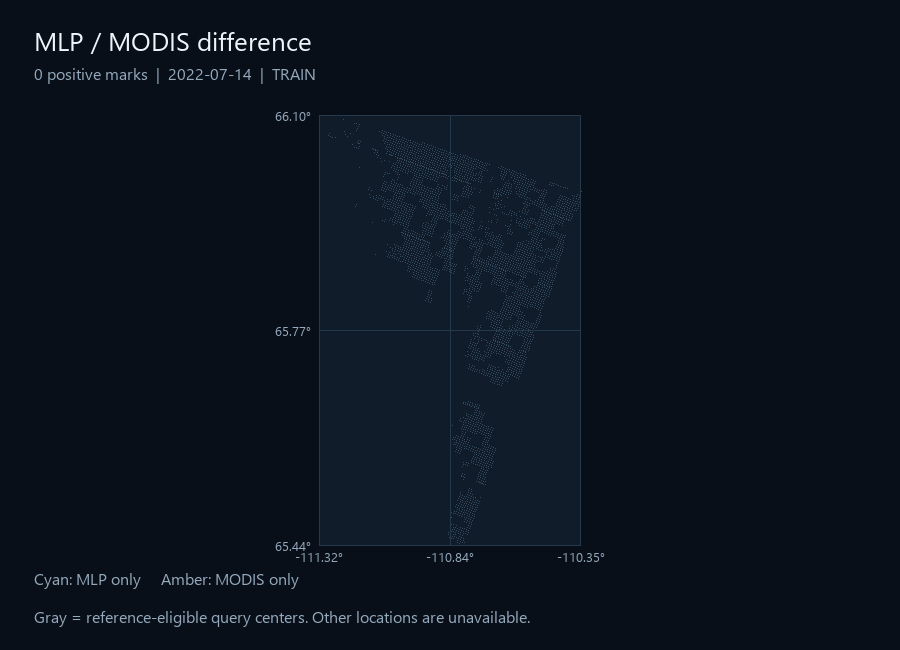 MLP / MODIS difference
0 positive marks | 2022-07-14 | TRAIN
66.10°
65.77°
65.44°
-111.32° -110.84° -110.35°
Cyan: MLP only Amber: MODIS only
Gray = reference-eligible query centers. Other locations are unavailable.